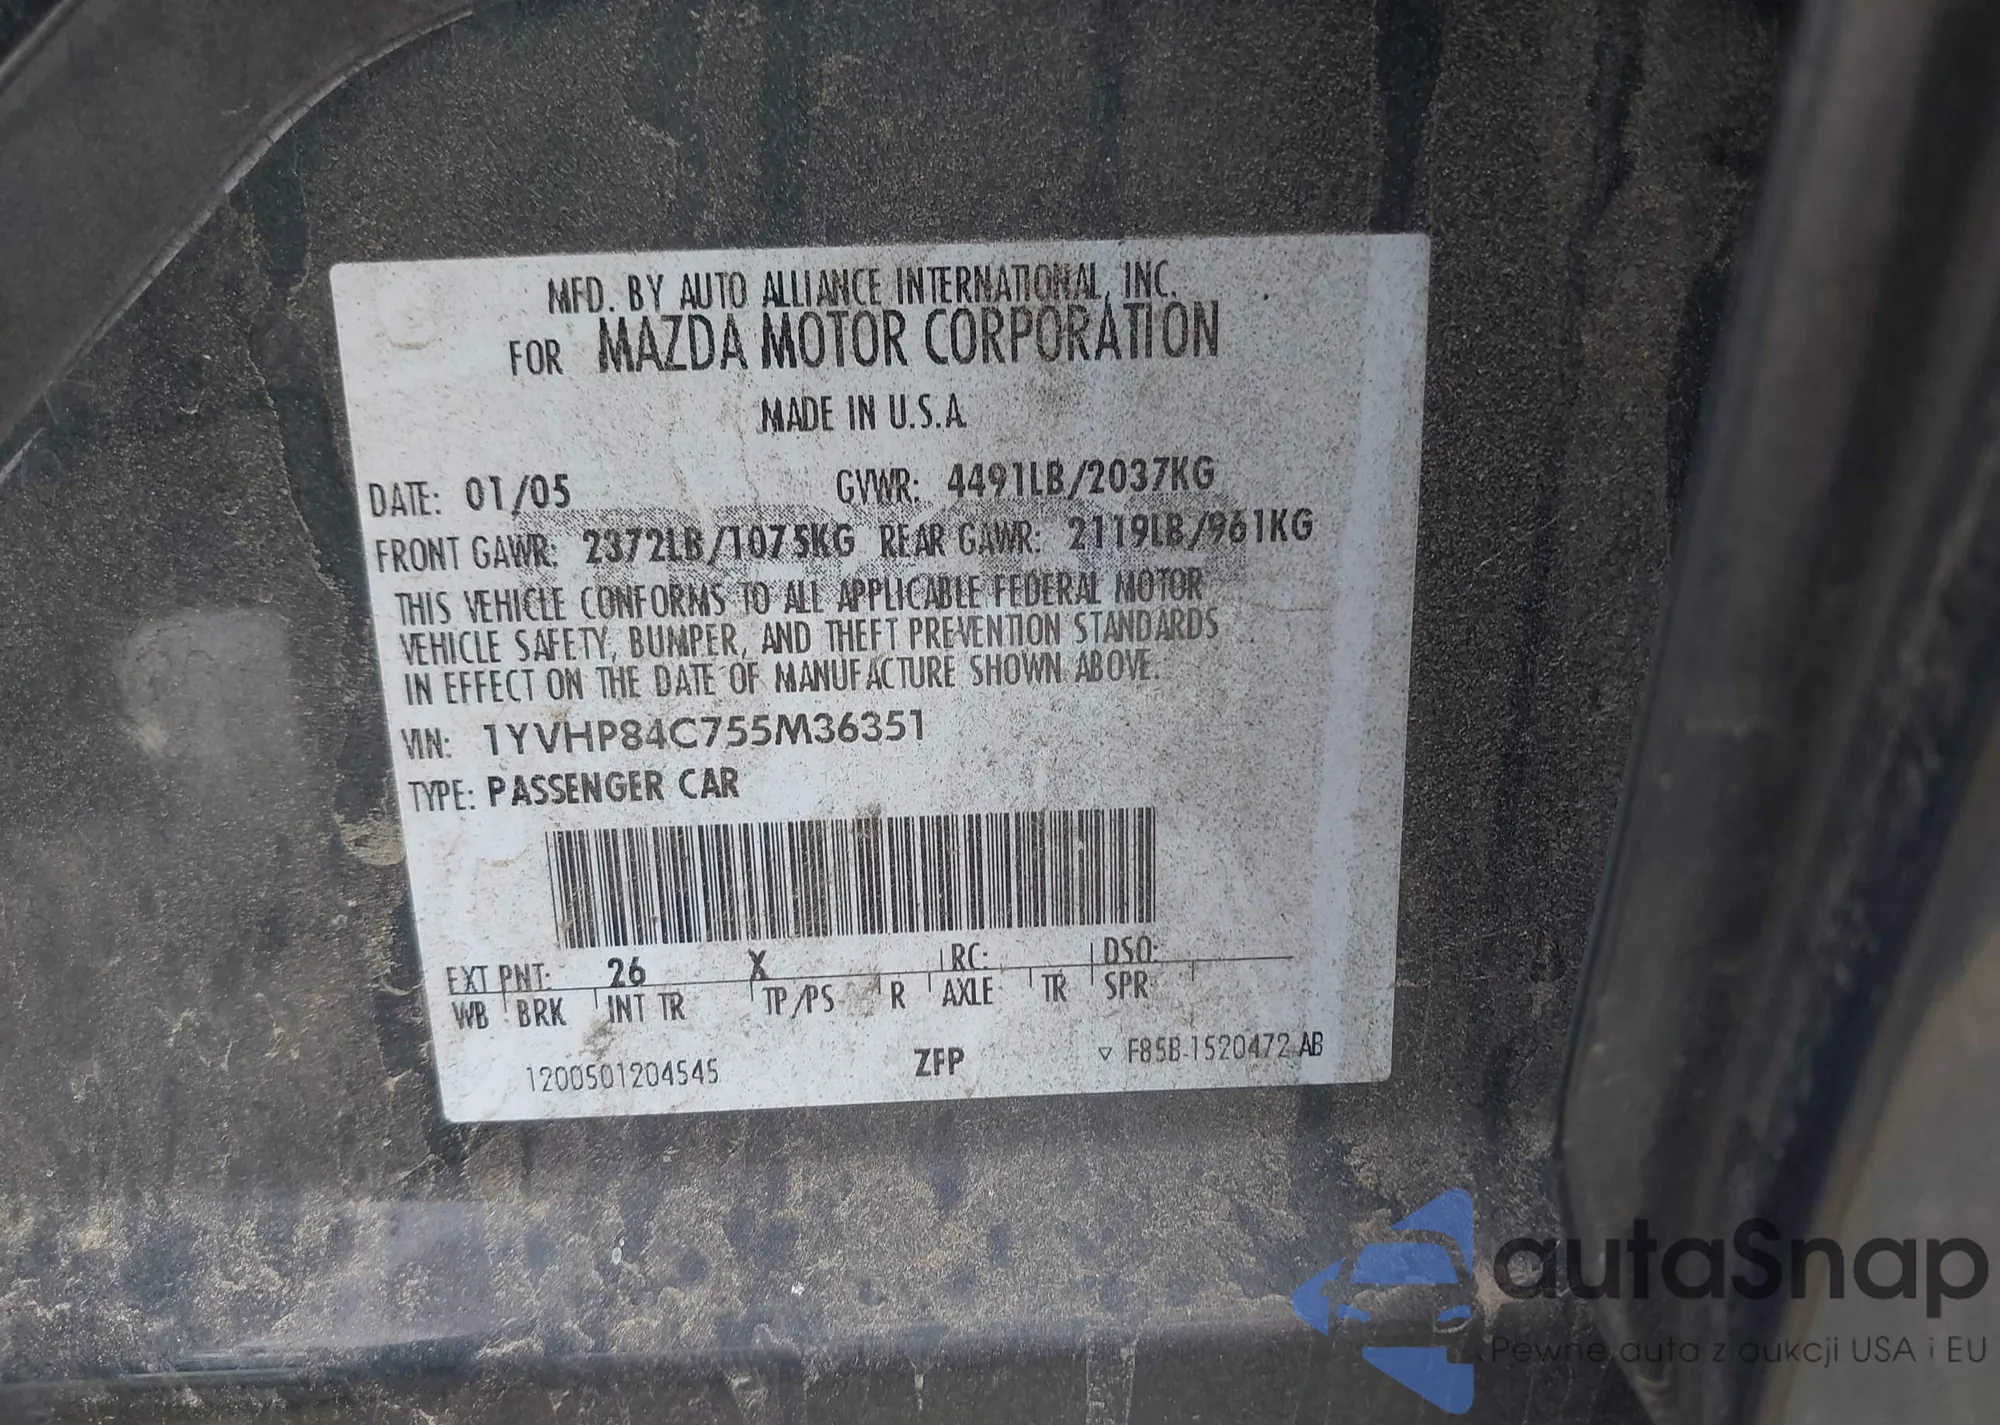 MFD. BY AUTO ALLIANCE INTERNATIONAL, INC.
FOR MAZDA MOTOR CORPORATION
MADE IN U.S.A.
DATE: 01/05 GVWR: 4491LB/2037KG
FRONT GAWR: 2372LB/1075KG REAR GAWR: 2119LB/961KG
THIS VEHICLE CONFORMS TO ALL APPLICABLE FEDERAL MOTOR
VEHICLE SAFETY, BUMPER, AND THEFT PREVENTION STANDARDS
IN EFFECT ON THE DATE OF MANUFACTURE SHOWN ABOVE.
VIN: 1YVHP84C755M36351
TYPE: PASSENGER CAR
EXT PNT: 26 X RC: DSO:
WB BRK INT TR TP/PS R AXLE TR SPR
1200501204545 ZFP ▽ F85B-1520472-AB
autaSnap
Pewne auta z aukcji USA i EU